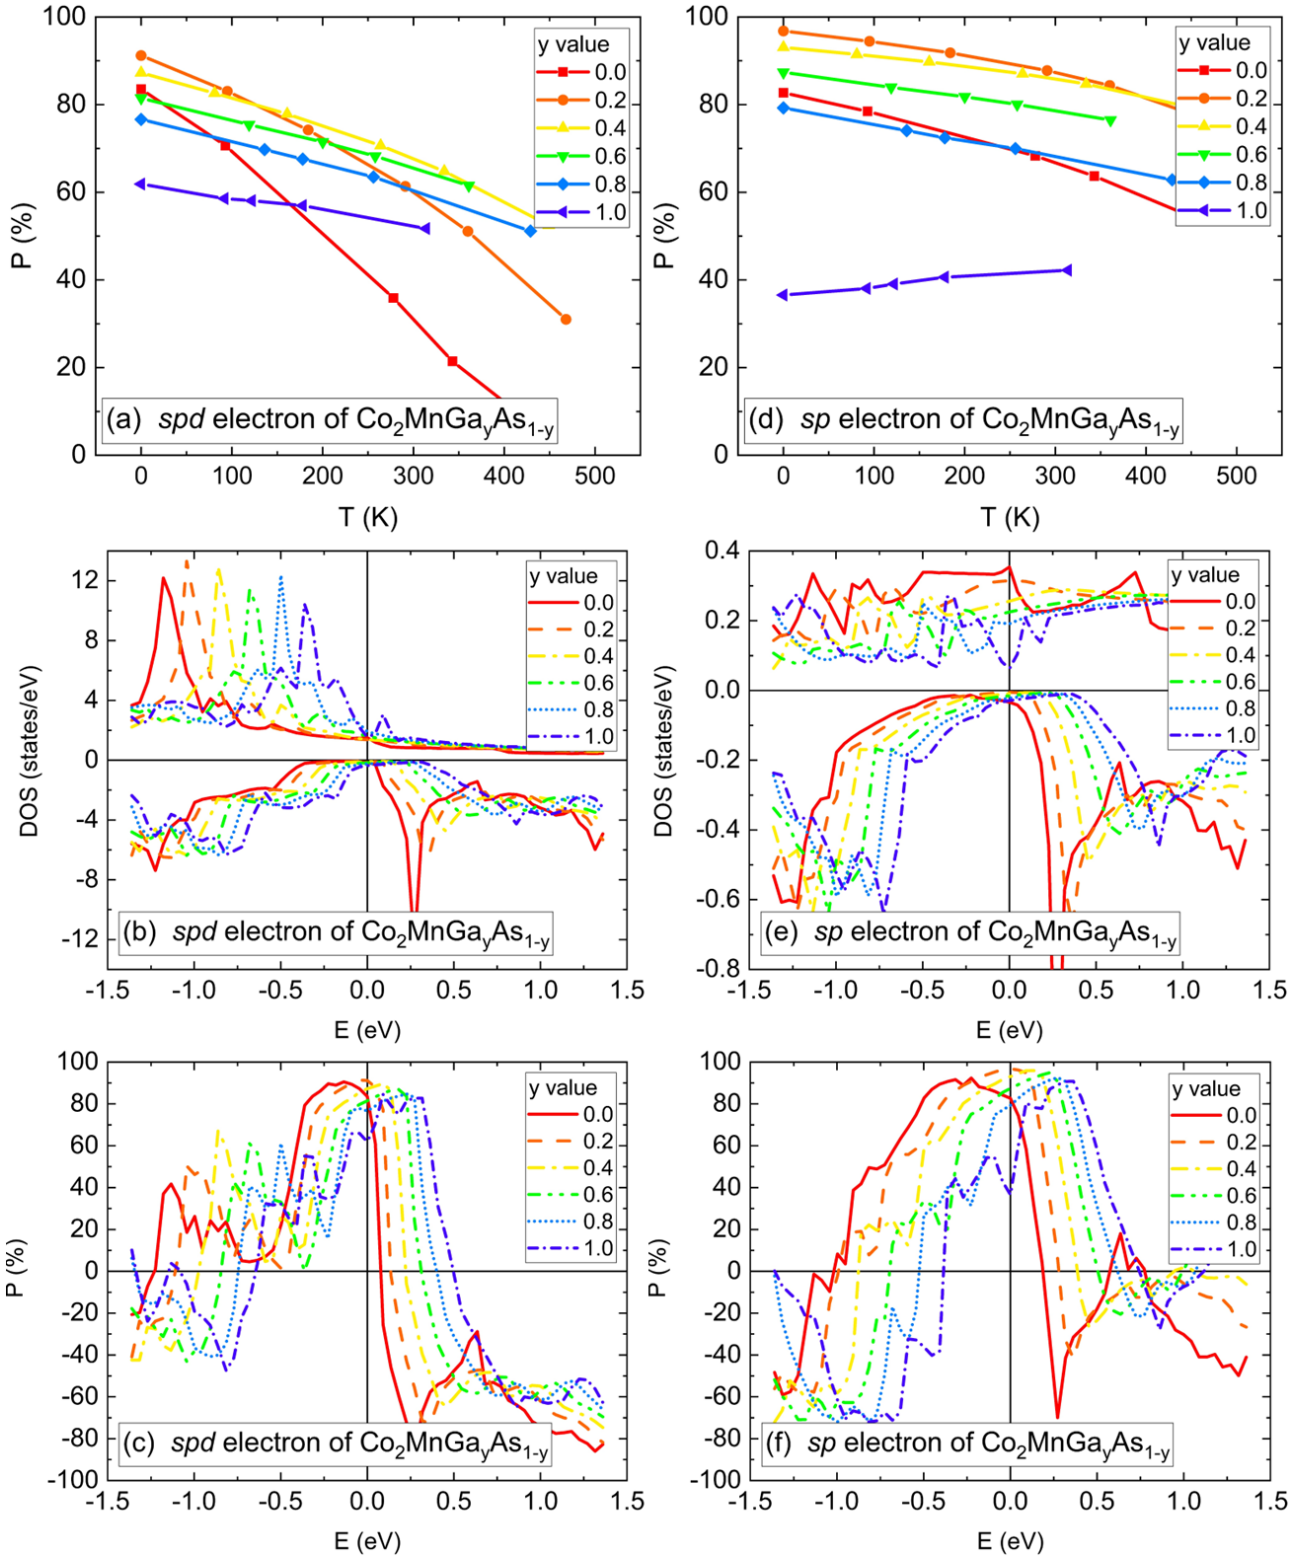 100
80
60
40
20
0
P (%)
y value
0.0
0.2
0.4
0.6
0.8
1.0
(a) spd electron of Co₂MnGaᵧAs₁₋ᵧ
0 100 200 300 400 500
T (K)
100
80
60
40
20
0
P (%)
y value
0.0
0.2
0.4
0.6
0.8
1.0
(d) sp electron of Co₂MnGaᵧAs₁₋ᵧ
0 100 200 300 400 500
T (K)
12
8
4
0
-4
-8
-12
DOS (states/eV)
y value
0.0
0.2
0.4
0.6
0.8
1.0
(b) spd electron of Co₂MnGaᵧAs₁₋ᵧ
-1.5 -1.0 -0.5 0.0 0.5 1.0 1.5
E (eV)
0.4
0.2
0.0
-0.2
-0.4
-0.6
-0.8
DOS (states/eV)
y value
0.0
0.2
0.4
0.6
0.8
1.0
(e) sp electron of Co₂MnGaᵧAs₁₋ᵧ
-1.5 -1.0 -0.5 0.0 0.5 1.0 1.5
E (eV)
100
80
60
40
20
0
-20
-40
-60
-80
-100
P (%)
y value
0.0
0.2
0.4
0.6
0.8
1.0
(c) spd electron of Co₂MnGaᵧAs₁₋ᵧ
-1.5 -1.0 -0.5 0.0 0.5 1.0 1.5
E (eV)
100
80
60
40
20
0
-20
-40
-60
-80
-100
P (%)
y value
0.0
0.2
0.4
0.6
0.8
1.0
(f) sp electron of Co₂MnGaᵧAs₁₋ᵧ
-1.5 -1.0 -0.5 0.0 0.5 1.0 1.5
E (eV)